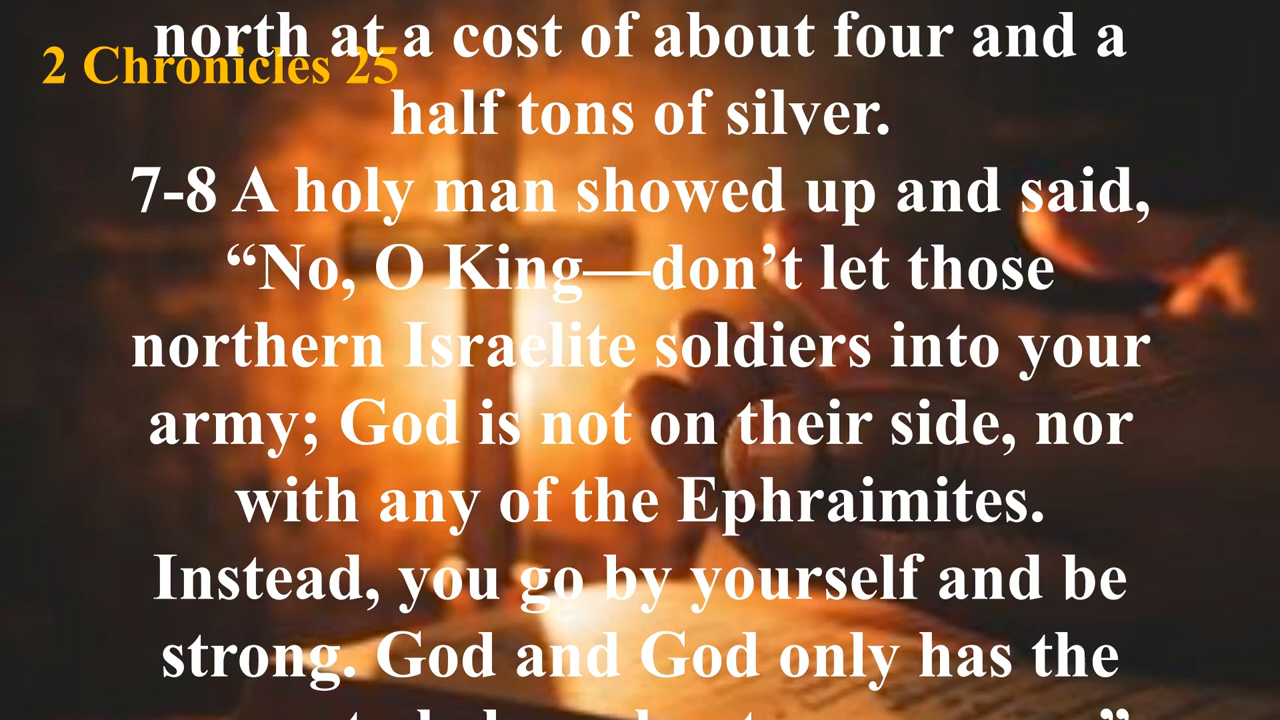 north at a cost of about four and a
2 Chronicles 25
half tons of silver.
7-8 A holy man showed up and said,
“No, O King—don’t let those
northern Israelite soldiers into your
army; God is not on their side, nor
with any of the Ephraimites.
Instead, you go by yourself and be
strong. God and God only has the